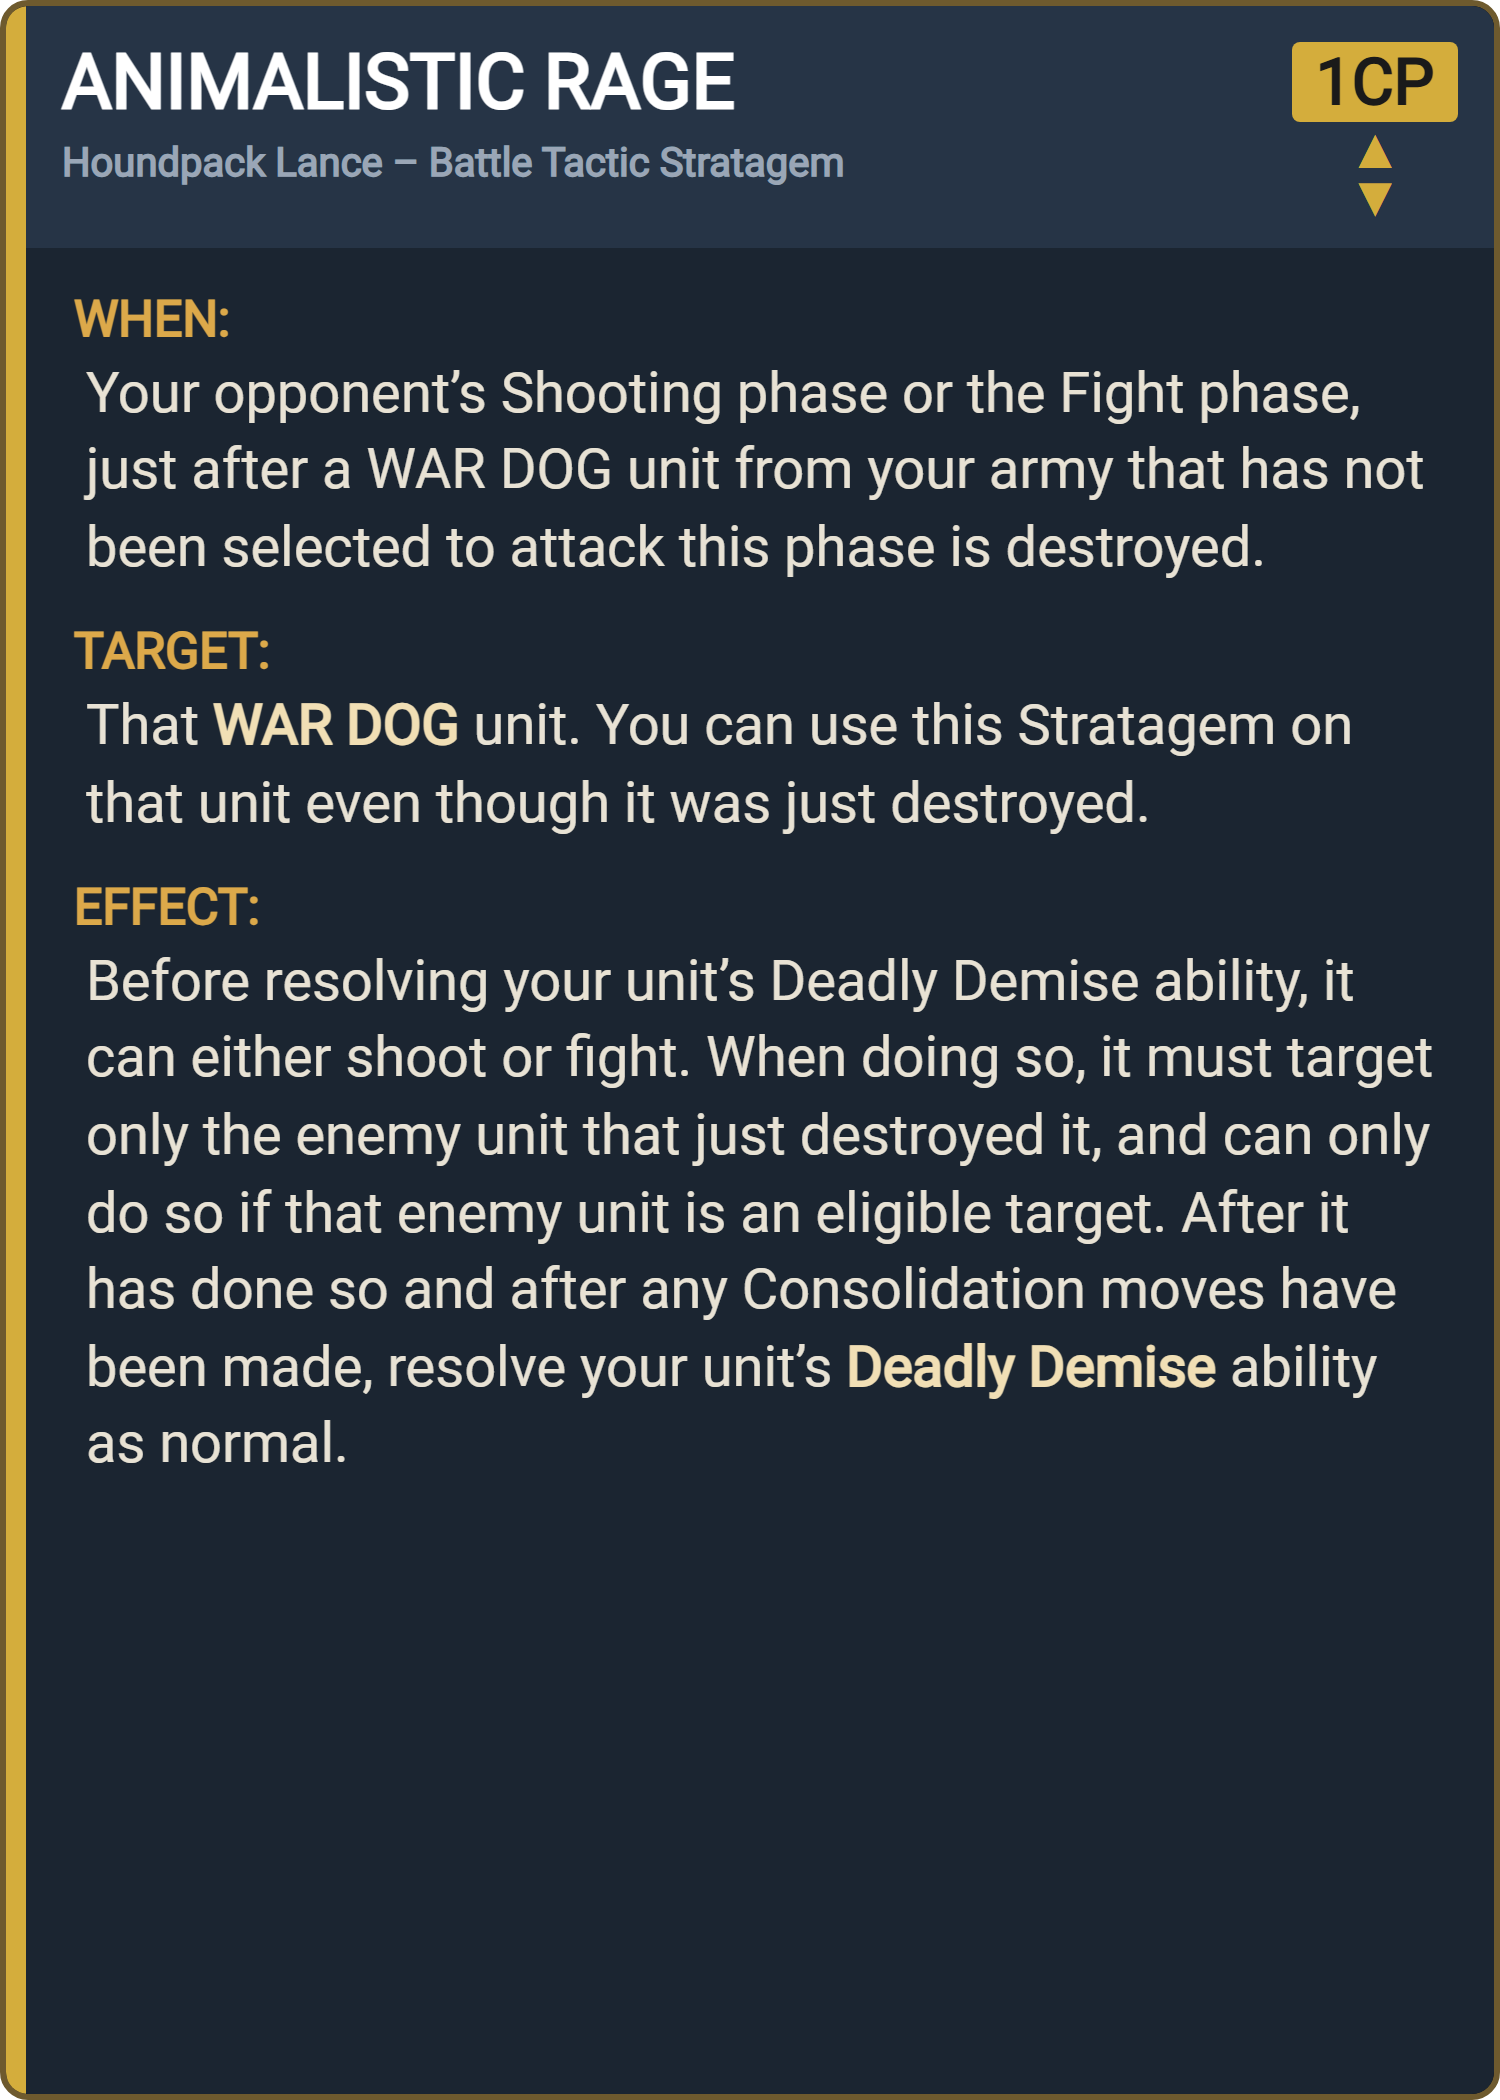 ANIMALISTIC RAGE
1CP
Houndpack Lance – Battle Tactic Stratagem
▲
▼
WHEN:
Your opponent’s Shooting phase or the Fight phase,
just after a WAR DOG unit from your army that has not
been selected to attack this phase is destroyed.
TARGET:
That WAR DOG unit. You can use this Stratagem on
that unit even though it was just destroyed.
EFFECT:
Before resolving your unit’s Deadly Demise ability, it
can either shoot or fight. When doing so, it must target
only the enemy unit that just destroyed it, and can only
do so if that enemy unit is an eligible target. After it
has done so and after any Consolidation moves have
been made, resolve your unit’s Deadly Demise ability
as normal.